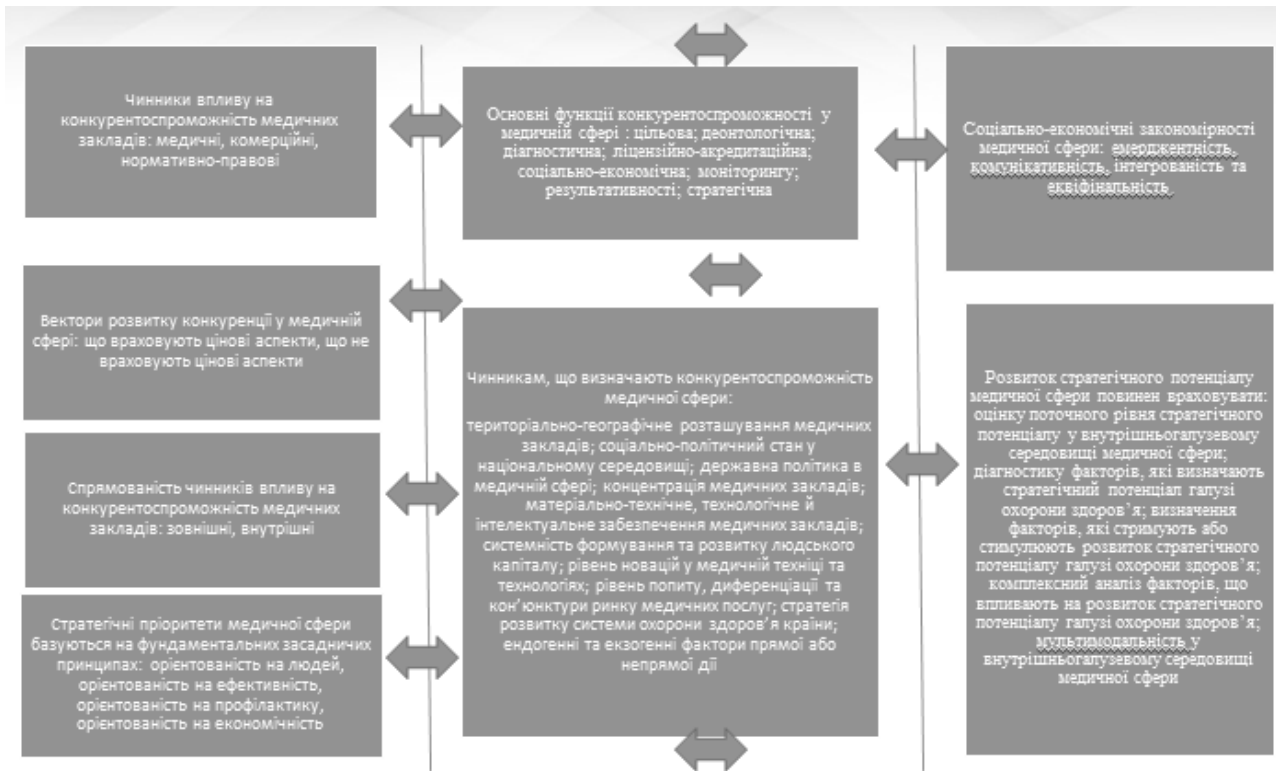 Чинники впливу на
конкурентоспроможність медичних
закладів: медичні, комерційні,
нормативно-правові
Вектори розвитку конкуренції у медичній
сфері: що враховують цінові аспекти, що не
враховують цінові аспекти
Спрямованість чинників впливу на
конкурентоспроможність медичних
закладів: зовнішні, внутрішні
Стратегічні пріоритети медичної сфери
базуються на фундаментальних засадничих
принципах: орієнтованість на людей,
орієнтованість на ефективність,
орієнтованість на профілактику,
орієнтованість на економічність
Основні функції конкурентоспроможності у
медичній сфері : цільова; деонтологічна;
діагностична; ліцензійно-акредитаційна;
соціально-економічна; моніторингу;
результативності; стратегічна
Чинникам, що визначають конкурентоспроможність
медичної сфери:
територіально-географічне розташування медичних
закладів; соціально-політичний стан у
національному середовищі; державна політика в
медичній сфері; концентрація медичних закладів;
матеріально-технічне, технологічне й
інтелектуальне забезпечення медичних закладів;
системність формування та розвитку людського
капіталу; рівень новацій у медичній техніці та
технологіях; рівень попиту, диференціації та
кон’юнктури ринку медичних послуг; стратегія
розвитку системи охорони здоров’я країни;
ендогенні та екзогенні фактори прямої або
непрямої дії
Соціально-економічні закономірності
медичної сфери: емерджентність,
комунікативність, інтегрованість та
еквіфінальність
Розвиток стратегічного потенціалу
медичної сфери повинен враховувати:
оцінку поточного рівня стратегічного
потенціалу у внутрішньогалузевому
середовищі медичної сфери;
діагностику факторів, які визначають
стратегічний потенціал галузі
охорони здоров’я; визначення
факторів, які стримують або
стимулюють розвиток стратегічного
потенціалу галузі охорони здоров’я;
комплексний аналіз факторів, що
впливають на розвиток стратегічного
потенціалу галузі охорони здоров’я;
мультимодальність у
внутрішньогалузевому середовищі
медичної сфери